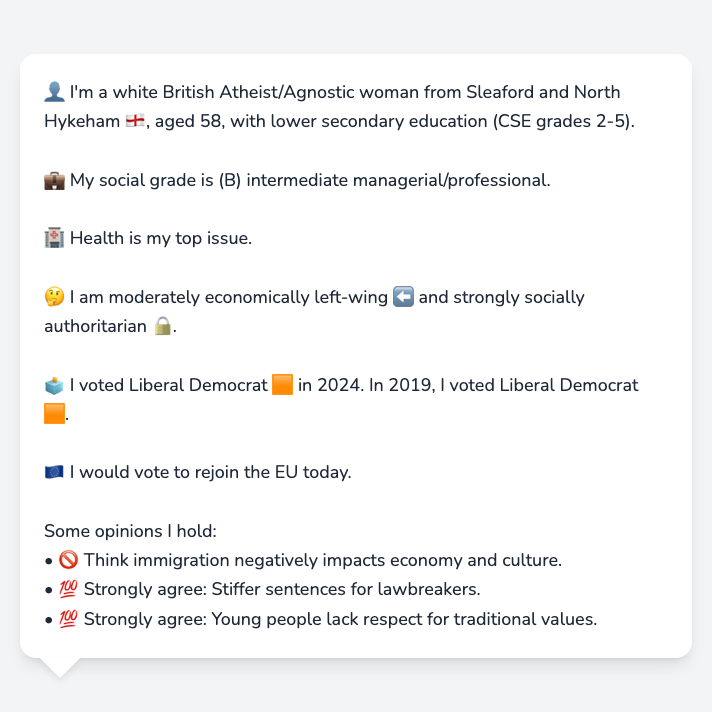 👤 I'm a white British Atheist/Agnostic woman from Sleaford and North
Hykeham 🏴󠁧󠁢󠁥󠁮󠁧󠁿, aged 58, with lower secondary education (CSE grades 2-5).
💼 My social grade is (B) intermediate managerial/professional.
🏥 Health is my top issue.
🤔 I am moderately economically left-wing ⬅️ and strongly socially
authoritarian 🔒.
🗳️ I voted Liberal Democrat 🟧 in 2024. In 2019, I voted Liberal Democrat
🟧.
🇪🇺 I would vote to rejoin the EU today.
Some opinions I hold:
• 🚫 Think immigration negatively impacts economy and culture.
• 💯 Strongly agree: Stiffer sentences for lawbreakers.
• 💯 Strongly agree: Young people lack respect for traditional values.